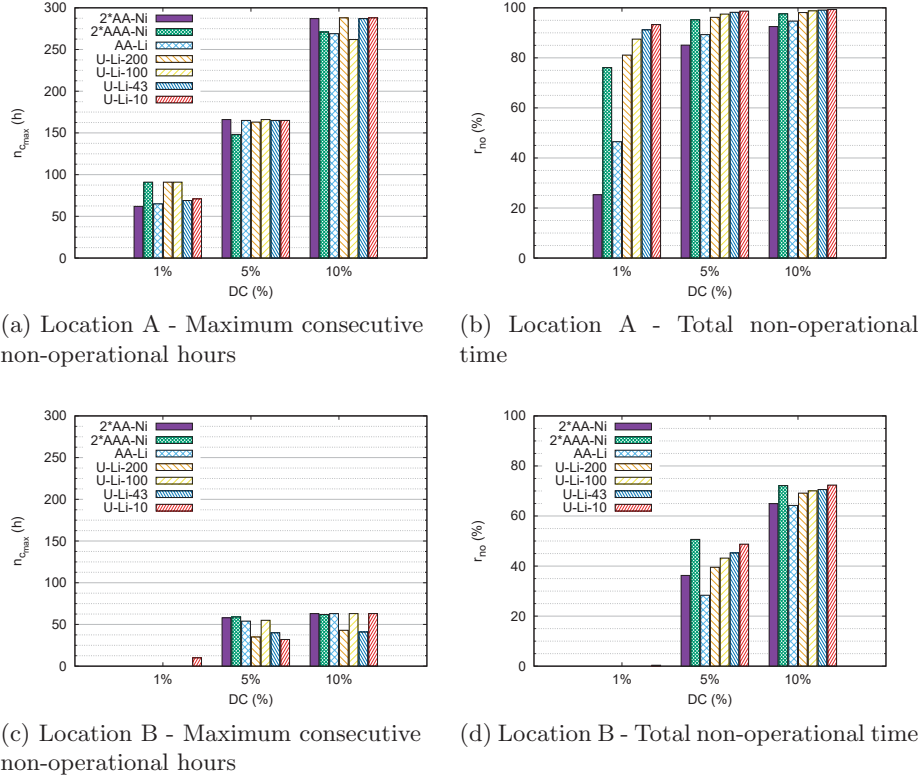 300
250
200
150
100
50
0
n_cmax (h)
2*AA-Ni
2*AAA-Ni
AA-Li
U-Li-200
U-Li-100
U-Li-43
U-Li-10
1% 5% 10%
DC (%)
100
80
60
40
20
0
r_no (%)
2*AA-Ni
2*AAA-Ni
AA-Li
U-Li-200
U-Li-100
U-Li-43
U-Li-10
1% 5% 10%
DC (%)
(a) Location A - Maximum consecutive
non-operational hours
(b) Location A - Total non-operational
time
300
250
200
150
100
50
0
n_cmax (h)
2*AA-Ni
2*AAA-Ni
AA-Li
U-Li-200
U-Li-100
U-Li-43
U-Li-10
1% 5% 10%
DC (%)
100
80
60
40
20
0
r_no (%)
2*AA-Ni
2*AAA-Ni
AA-Li
U-Li-200
U-Li-100
U-Li-43
U-Li-10
1% 5% 10%
DC (%)
(c) Location B - Maximum consecutive
non-operational hours
(d) Location B - Total non-operational time